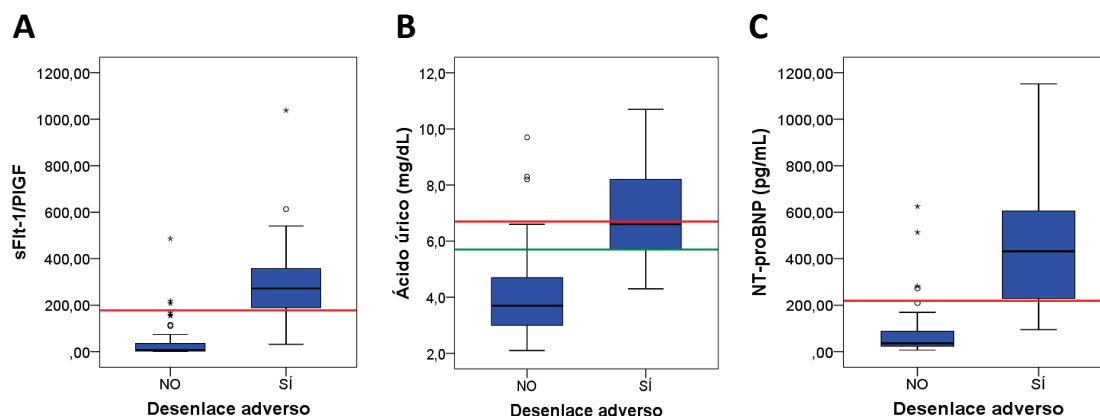 A
sFlt-1/PlGF
1200,00
1000,00
800,00
600,00
400,00
200,00
,00
NO
SÍ
Desenlace adverso
B
Ácido úrico (mg/dL)
12,0
10,0
8,0
6,0
4,0
2,0
NO
SÍ
Desenlace adverso
C
NT-proBNP (pg/mL)
1200,00
1000,00
800,00
600,00
400,00
200,00
,00
NO
SÍ
Desenlace adverso